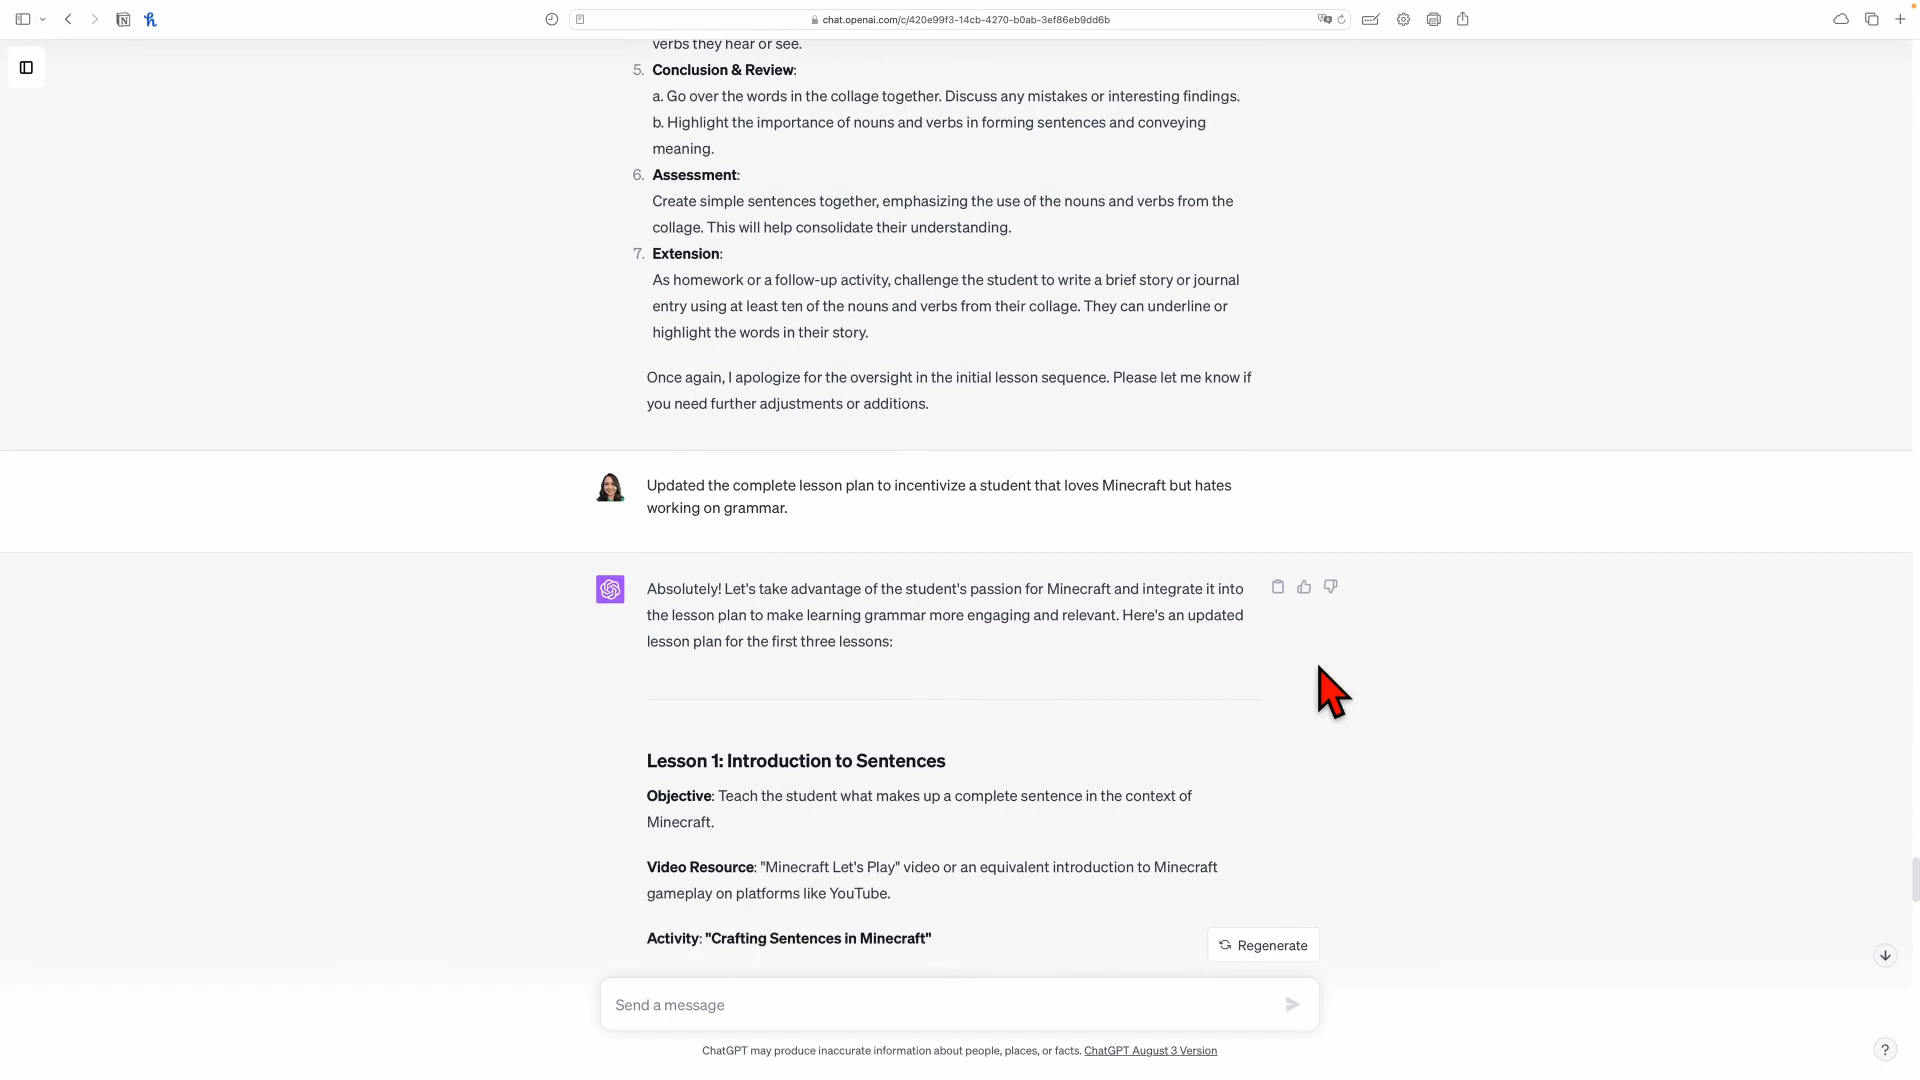 chat.openai.com/c/420e99f3-14cb-4270-b0ab-3ef86eb9dd6b
verbs they hear or see.
5. Conclusion & Review:
a. Go over the words in the collage together. Discuss any mistakes or interesting findings.
b. Highlight the importance of nouns and verbs in forming sentences and conveying
meaning.
6. Assessment:
Create simple sentences together, emphasizing the use of the nouns and verbs from the
collage. This will help consolidate their understanding.
7. Extension:
As homework or a follow-up activity, challenge the student to write a brief story or journal
entry using at least ten of the nouns and verbs from their collage. They can underline or
highlight the words in their story.
Once again, I apologize for the oversight in the initial lesson sequence. Please let me know if
you need further adjustments or additions.
Updated the complete lesson plan to incentivize a student that loves Minecraft but hates
working on grammar.
Absolutely! Let's take advantage of the student's passion for Minecraft and integrate it into
the lesson plan to make learning grammar more engaging and relevant. Here's an updated
lesson plan for the first three lessons:
Lesson 1: Introduction to Sentences
Objective: Teach the student what makes up a complete sentence in the context of
Minecraft.
Video Resource: "Minecraft Let's Play" video or an equivalent introduction to Minecraft
gameplay on platforms like YouTube.
Activity: "Crafting Sentences in Minecraft"
Regenerate
Send a message
ChatGPT may produce inaccurate information about people, places, or facts. ChatGPT August 3 Version
?